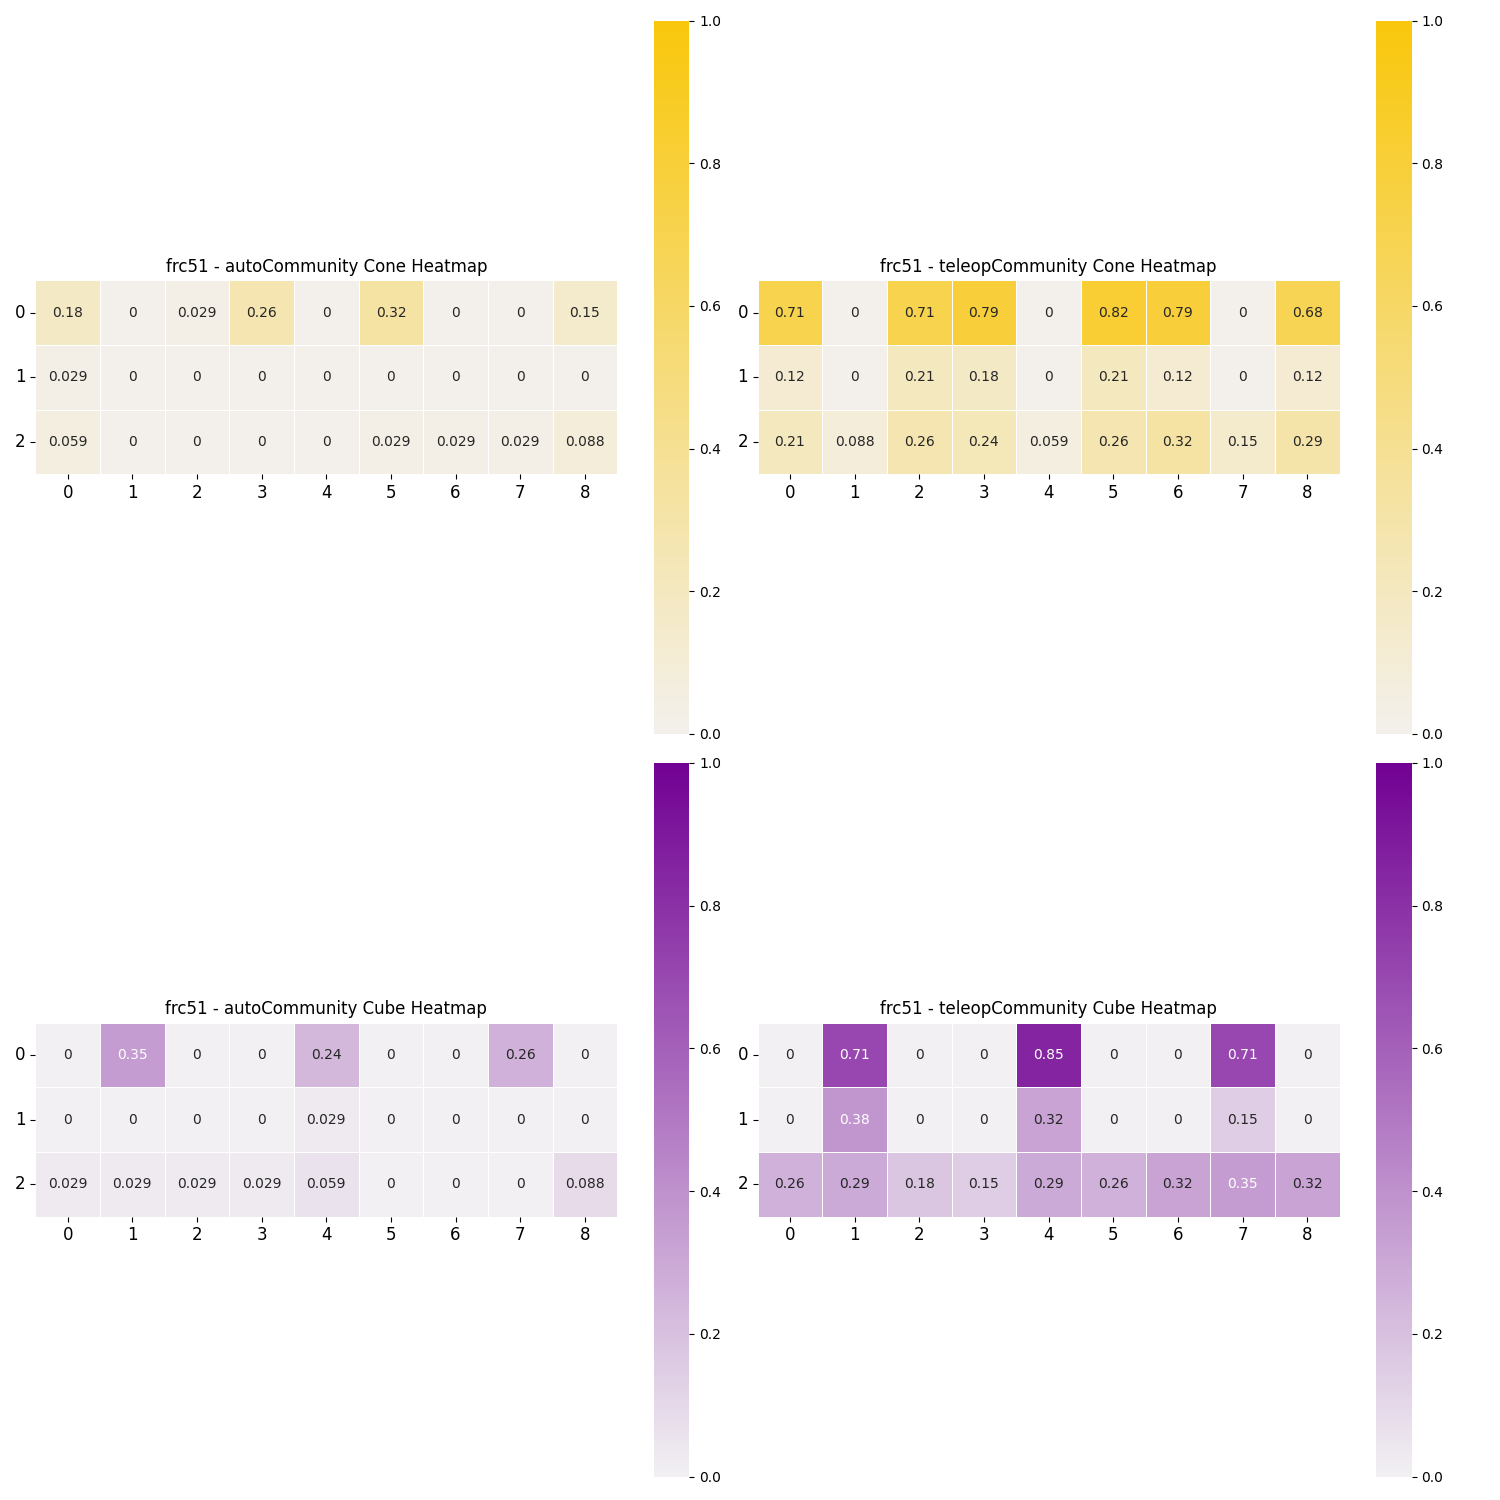 frc51 - autoCommunity Cone Heatmap
0 0.18 0 0.029 0.26 0 0.32 0 0 0.15
1 0.029 0 0 0 0 0 0 0 0
2 0.059 0 0 0 0 0.029 0.029 0.029 0.088
0 1 2 3 4 5 6 7 8
1.0
0.8
0.6
0.4
0.2
0.0
frc51 - teleopCommunity Cone Heatmap
0 0.71 0 0.71 0.79 0 0.82 0.79 0 0.68
1 0.12 0 0.21 0.18 0 0.21 0.12 0 0.12
2 0.21 0.088 0.26 0.24 0.059 0.26 0.32 0.15 0.29
0 1 2 3 4 5 6 7 8
1.0
0.8
0.6
0.4
0.2
0.0
frc51 - autoCommunity Cube Heatmap
0 0 0.35 0 0 0.24 0 0 0.26 0
1 0 0 0 0 0.029 0 0 0 0
2 0.029 0.029 0.029 0.029 0.059 0 0 0 0.088
0 1 2 3 4 5 6 7 8
1.0
0.8
0.6
0.4
0.2
0.0
frc51 - teleopCommunity Cube Heatmap
0 0 0.71 0 0 0.85 0 0 0.71 0
1 0 0.38 0 0 0.32 0 0 0.15 0
2 0.26 0.29 0.18 0.15 0.29 0.26 0.32 0.35 0.32
0 1 2 3 4 5 6 7 8
1.0
0.8
0.6
0.4
0.2
0.0